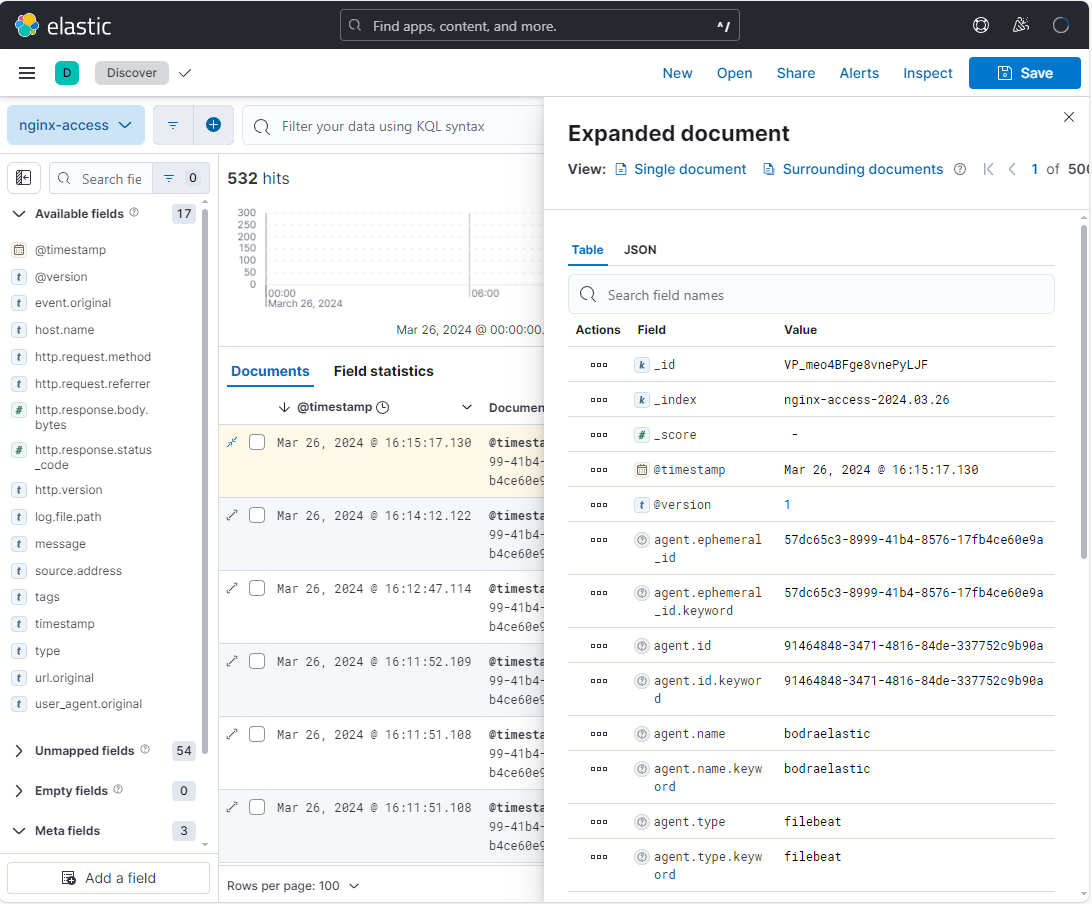 elastic
Find apps, content, and more.
^/
D
Discover
New
Open
Share
Alerts
Inspect
Save
nginx-access
Filter your data using KQL syntax
Search fie
0
Available fields
17
@timestamp
@version
event.original
host.name
http.request.method
http.request.referrer
http.response.body.
bytes
http.response.status
_code
http.version
log.file.path
message
source.address
tags
timestamp
type
url.original
user_agent.original
Unmapped fields
54
Empty fields
0
Meta fields
3
Add a field
532 hits
300
250
200
150
100
50
0
00:00
March 26, 2024
06:00
Mar 26, 2024 @ 00:00:00.
Documents
Field statistics
@timestamp
Documen
Mar 26, 2024 @ 16:15:17.130
@timesta
99-41b4-
b4ce60e9
Mar 26, 2024 @ 16:14:12.122
@timesta
99-41b4-
b4ce60e9
Mar 26, 2024 @ 16:12:47.114
@timesta
99-41b4-
b4ce60e9
Mar 26, 2024 @ 16:11:52.109
@timesta
99-41b4-
b4ce60e9
Mar 26, 2024 @ 16:11:51.108
@timesta
99-41b4-
b4ce60e9
Mar 26, 2024 @ 16:11:51.108
@timesta
99-41b4-
b4ce60e9
Rows per page: 100
Expanded document
View:
Single document
Surrounding documents
1 of 500
Table
JSON
Search field names
Actions Field Value
k _id VP_meo4BFge8vnePyLJF
k _index nginx-access-2024.03.26
# _score -
@timestamp Mar 26, 2024 @ 16:15:17.130
t @version 1
agent.ephemeral 57dc65c3-8999-41b4-8576-17fb4ce60e9a
_id
agent.ephemeral 57dc65c3-8999-41b4-8576-17fb4ce60e9a
_id.keyword
agent.id 91464848-3471-4816-84de-337752c9b90a
agent.id.keywor 91464848-3471-4816-84de-337752c9b90a
d
agent.name bodraelastic
agent.name.keyw bodraelastic
ord
agent.type filebeat
agent.type.keyw filebeat
ord